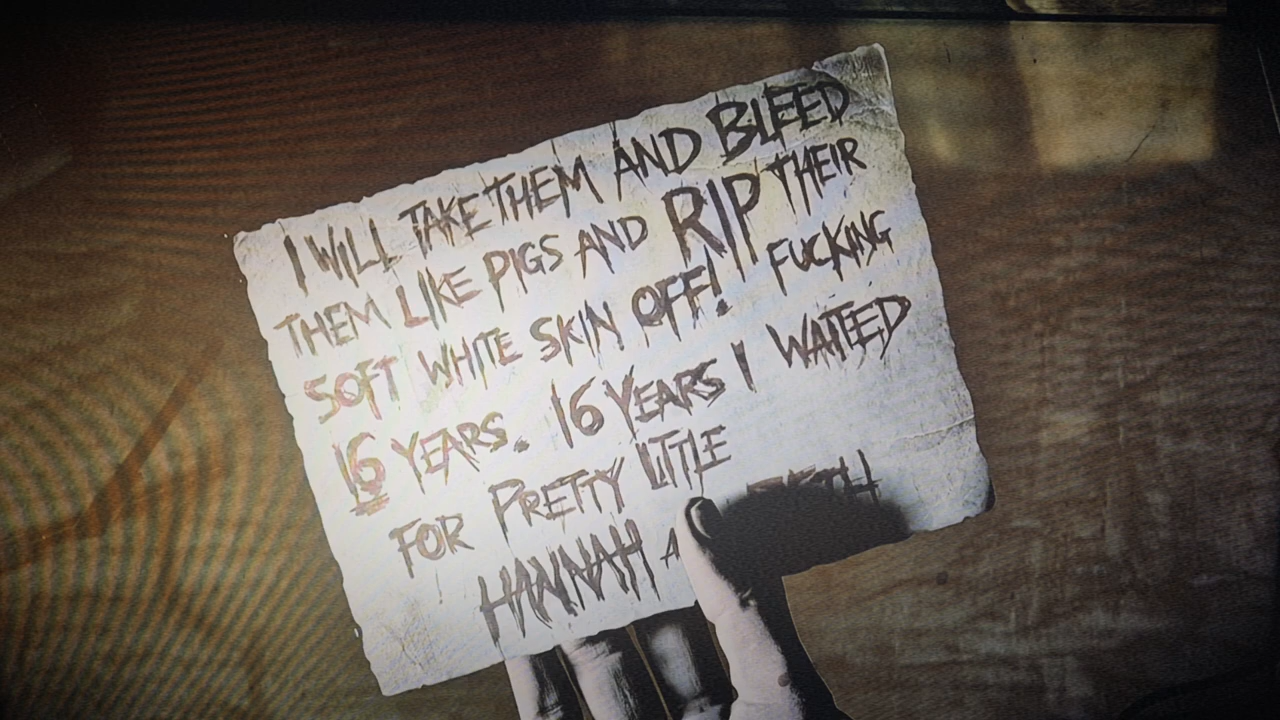 I WILL TAKE THEM AND BLEED
THEM LIKE PIGS AND RIP THEIR
SOFT WHITE SKIN OFF! FUCKING
16 YEARS. 16 YEARS I WAITED
FOR PRETTY LITTLE
HANNAH